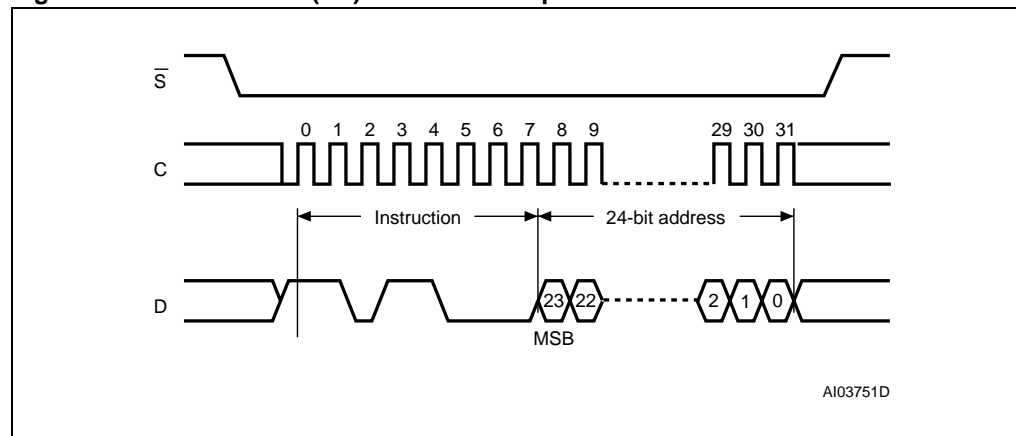 S
0 1 2 3 4 5 6 7 8 9 29 30 31
C
Instruction 24-bit address
D 23 22 2 1 0
MSB
AI03751D